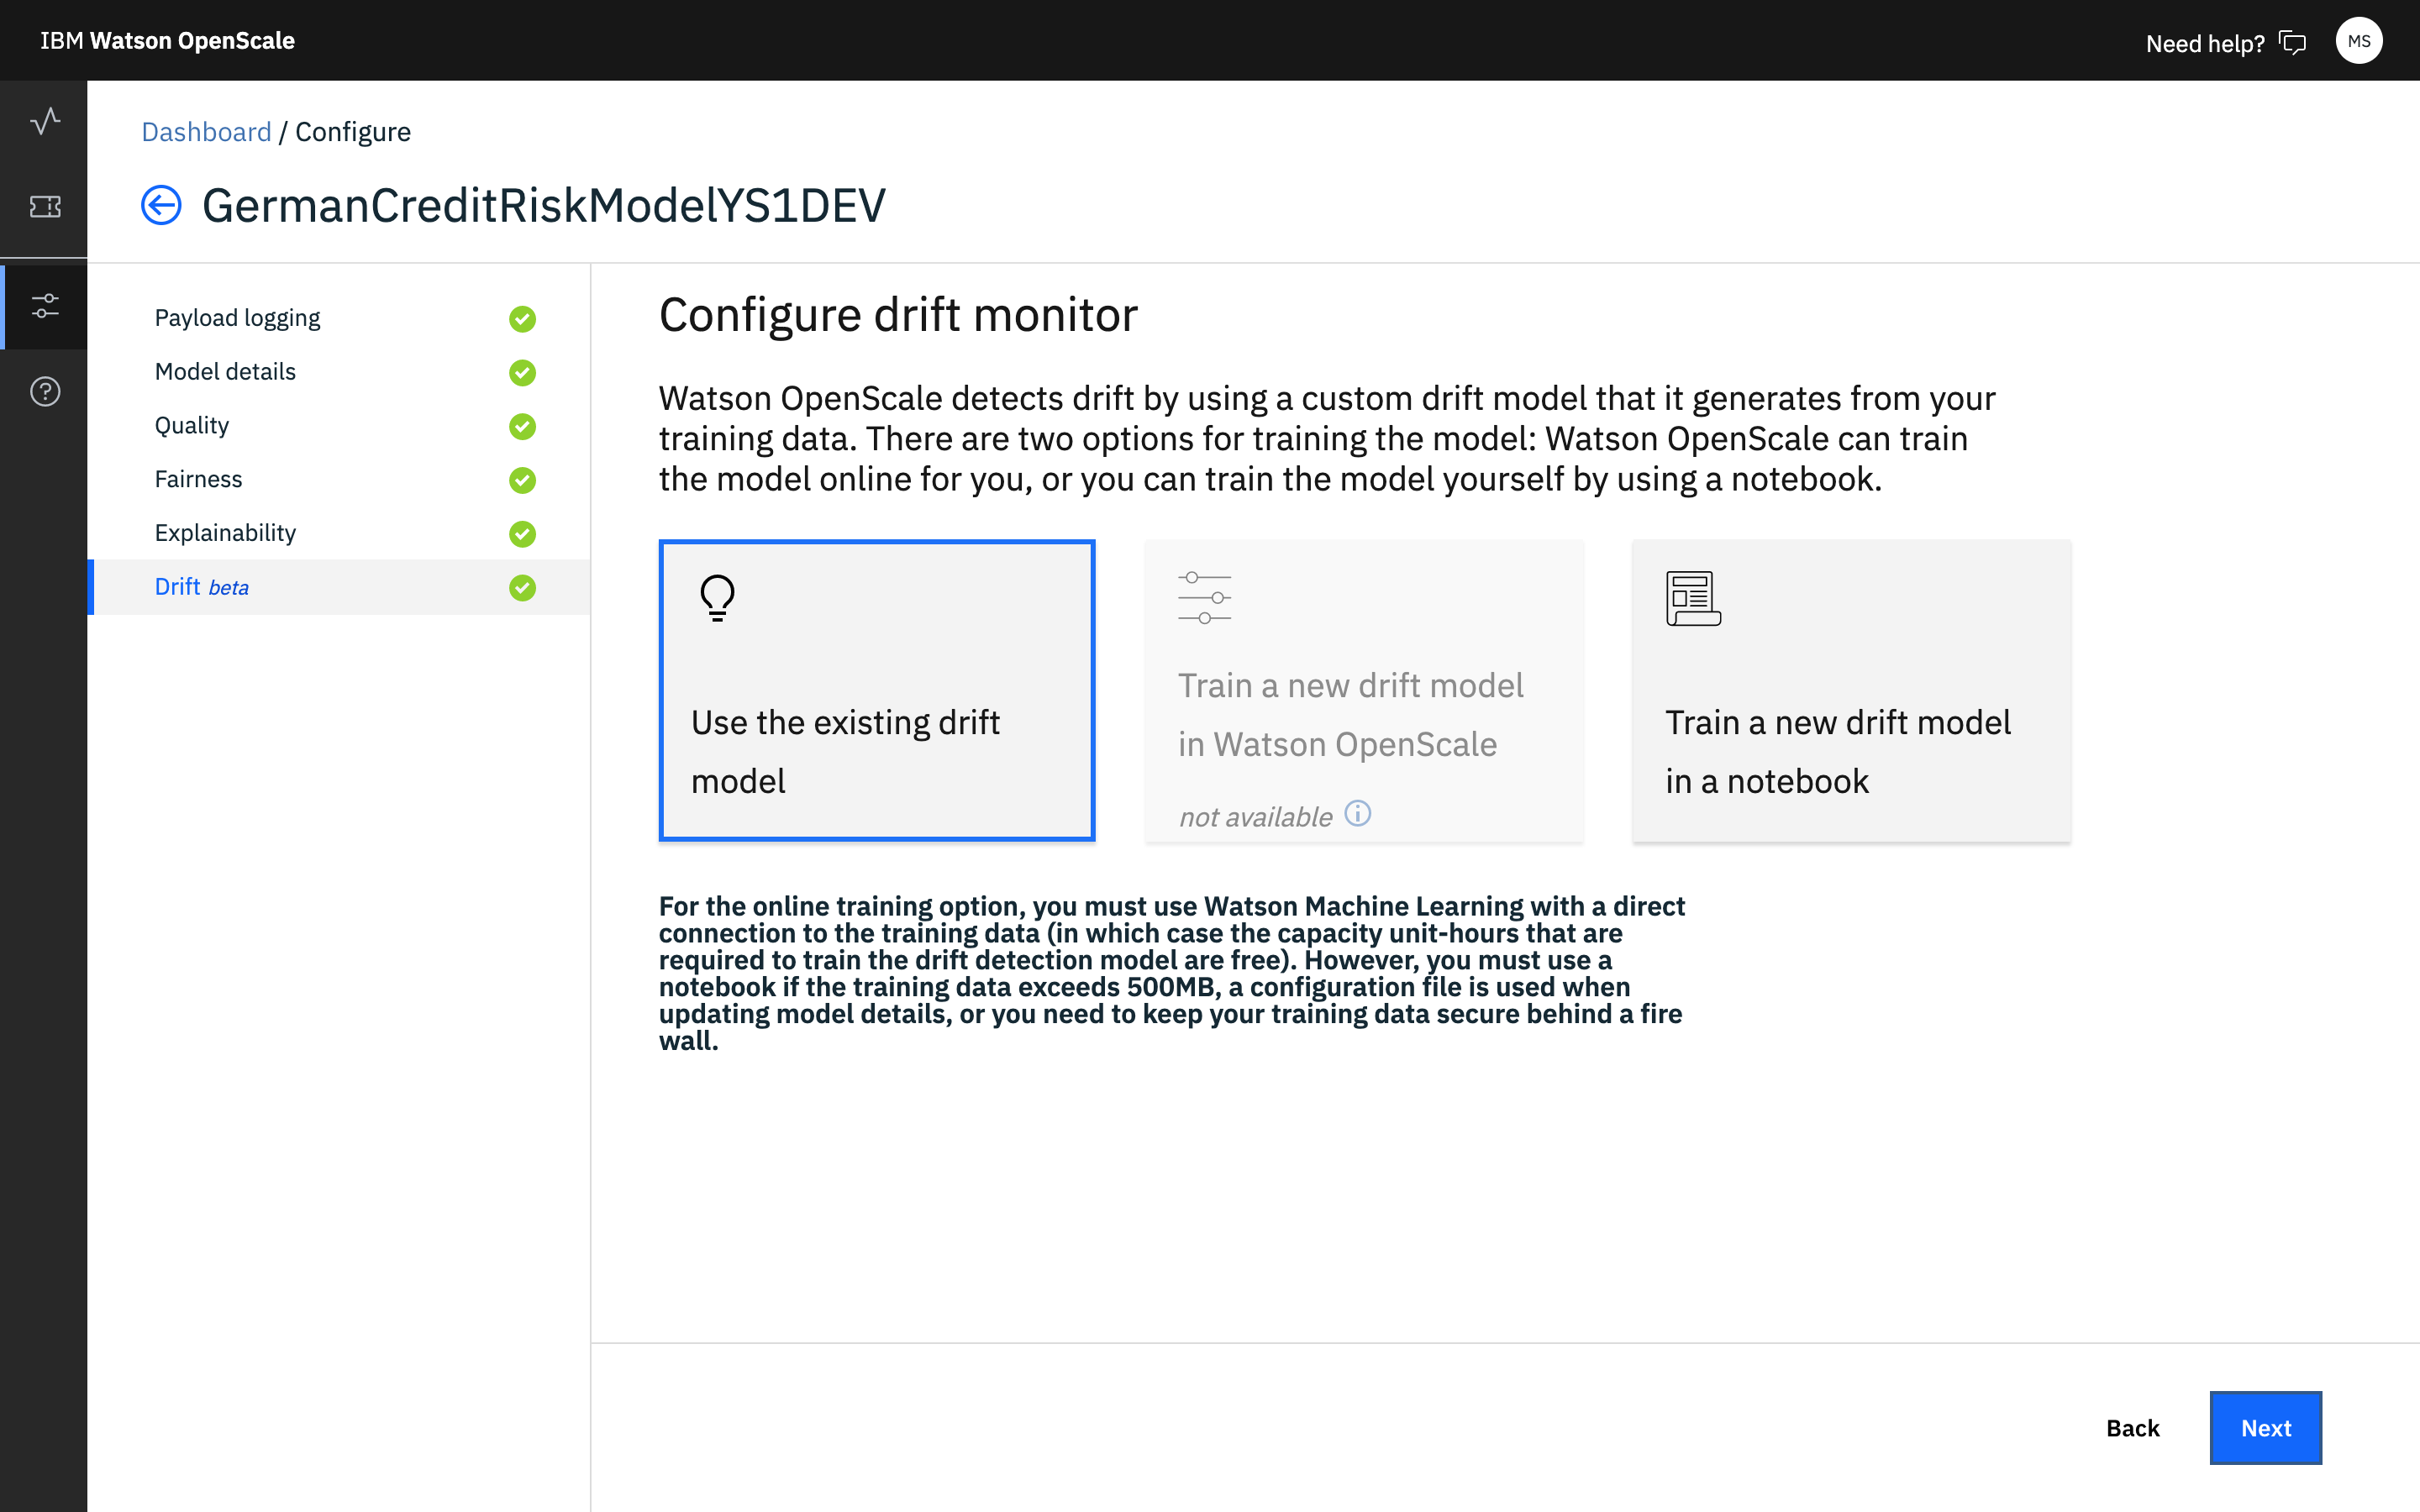 IBM Watson OpenScale
Need help?
MS
Dashboard / Configure
GermanCreditRiskModelYS1DEV
Payload logging
Model details
Quality
Fairness
Explainability
Drift beta
Configure drift monitor
Watson OpenScale detects drift by using a custom drift model that it generates from your
training data. There are two options for training the model: Watson OpenScale can train
the model online for you, or you can train the model yourself by using a notebook.
Use the existing drift
model
Train a new drift model
in Watson OpenScale
not available
Train a new drift model
in a notebook
For the online training option, you must use Watson Machine Learning with a direct
connection to the training data (in which case the capacity unit-hours that are
required to train the drift detection model are free). However, you must use a
notebook if the training data exceeds 500MB, a configuration file is used when
updating model details, or you need to keep your training data secure behind a fire
wall.
Back
Next